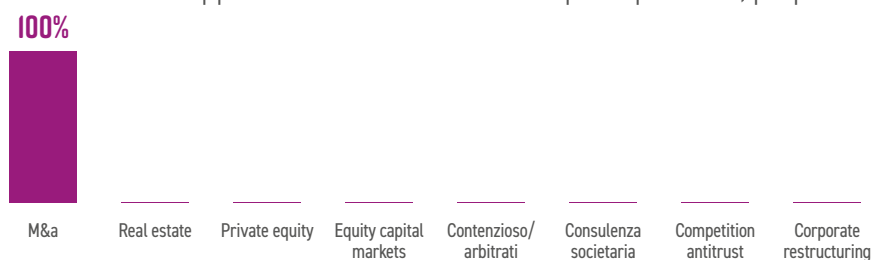 100%
M&a
Real estate
Private equity
Equity capital
markets
Contenzioso/
arbitrati
Consulenza
societaria
Competition
antitrust
Corporate
restructuring